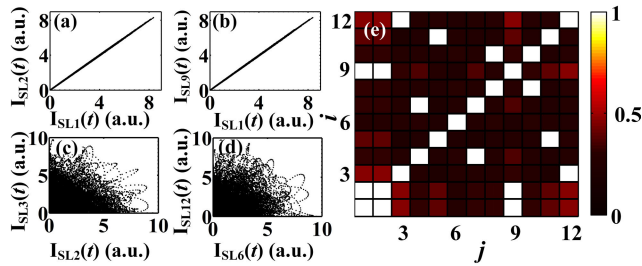 (a)
I_SL2(t) (a.u.)
8
4
0
0 4 8
I_SL1(t) (a.u.)
(b)
I_SL9(t) (a.u.)
8
4
0
0 4 8
I_SL1(t) (a.u.)
(c)
I_SL3(t) (a.u.)
10
5
0
0 5 10
I_SL2(t) (a.u.)
(d)
I_SL12(t) (a.u.)
10
5
0
0 5 10
I_SL6(t) (a.u.)
(e)
i
12
9
6
3
3 6 9 12
j
1
0.5
0